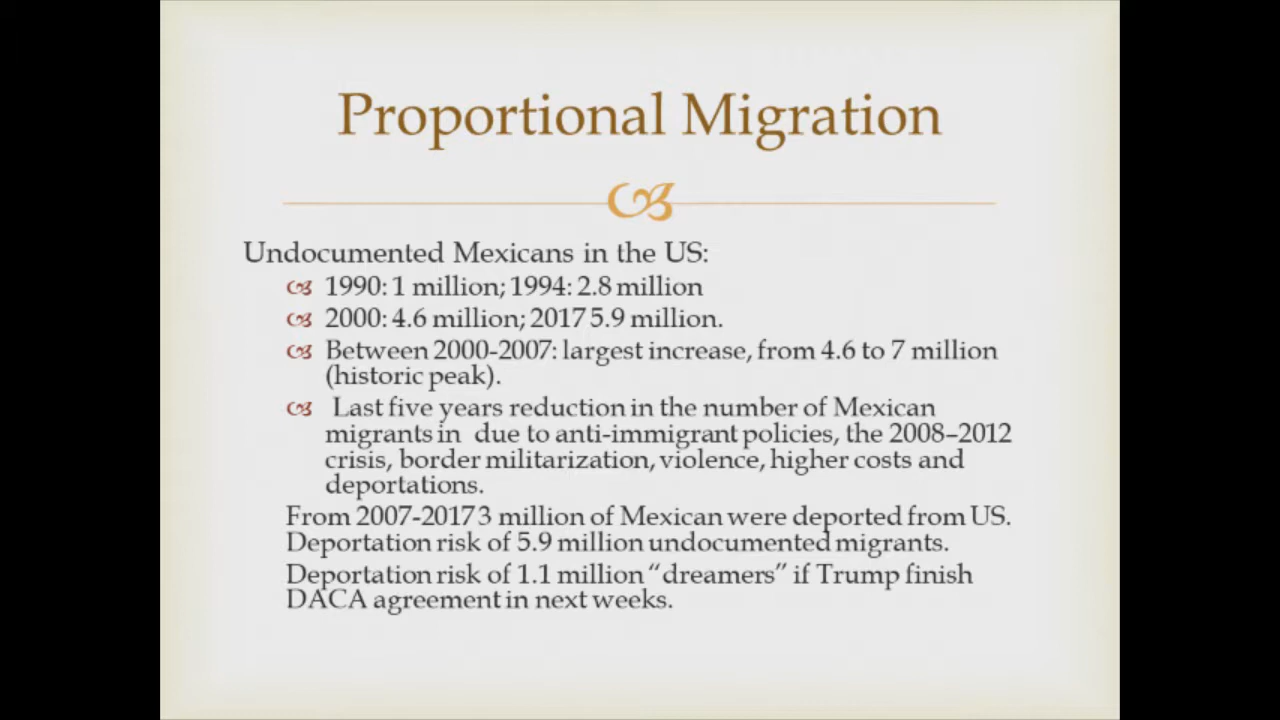 Proportional Migration
Undocumented Mexicans in the US:
1990: 1 million; 1994: 2.8 million
2000: 4.6 million; 2017 5.9 million.
Between 2000-2007: largest increase, from 4.6 to 7 million
(historic peak).
Last five years reduction in the number of Mexican
migrants in due to anti-immigrant policies, the 2008–2012
crisis, border militarization, violence, higher costs and
deportations.
From 2007-2017 3 million of Mexican were deported from US.
Deportation risk of 5.9 million undocumented migrants.
Deportation risk of 1.1 million “dreamers” if Trump finish
DACA agreement in next weeks.